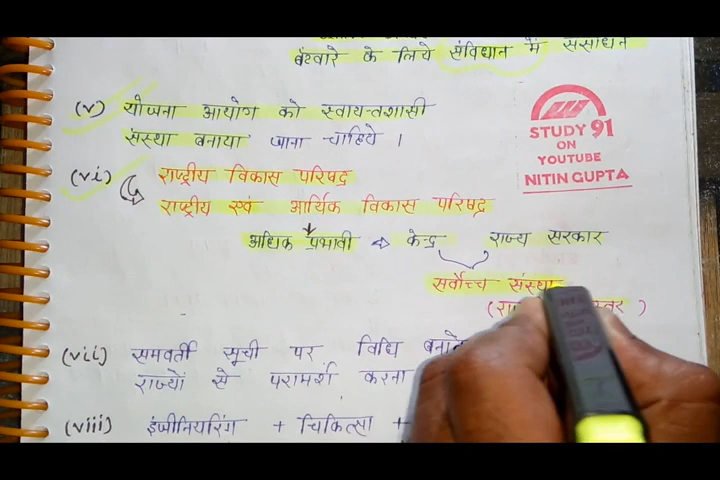 बंटवारे के लिये संविधान में संसाधन
(v) योजना आयोग को स्वायत्तशासी
संस्था बनाया जाना चाहिये ।
STUDY 91
ON
YOUTUBE
NITIN GUPTA
(vi) राष्ट्रीय विकास परिषद्
राष्ट्रीय एवं आर्थिक विकास परिषद्
अधिक प्रभावी ⇒ केन्द्र राज्य सरकार
सर्वोच्च संस्था
स्तर )
(vii) समवर्ती सूची पर विधि बनाते
राज्यों से परामर्श करना
(viii) इंजीनियरिंग + चिकित्सा +